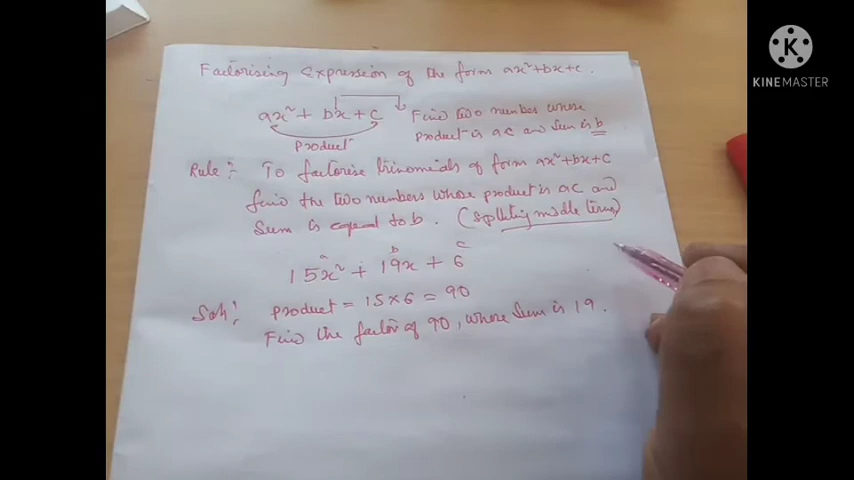 Factorising Expression of the form ax²+bx+c.
ax² + bx + c Find two number whose
product is ac and sum is b
product
Rule:- To factorise trinomials of form ax²+bx+c
find the two numbers whose product is ac and
sum is equal to b. (splitting middle terms)
a b c
15x² + 19x + 6
Soln: product = 15×6 = 90
Find the factor of 90, whose sum is 19.
K
KINEMASTER